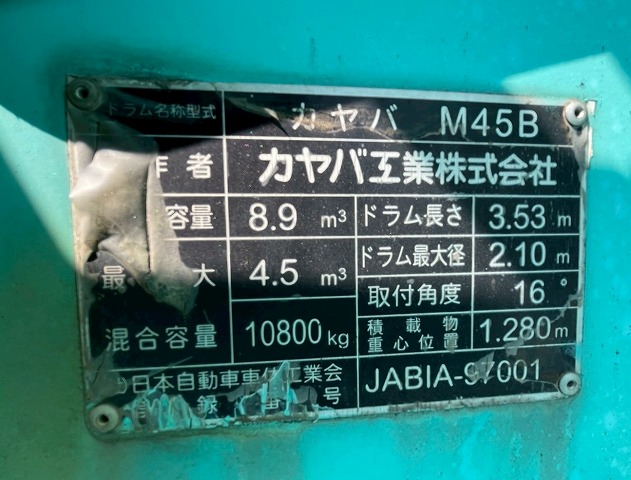 ドラム名称型式 カヤバ M45B
作者 カヤバ工業株式会社
容量 8.9 m³ ドラム長さ 3.53 m
最大 4.5 m³ ドラム最大径 2.10 m
混合容量 10800kg 取付角度 16°
積載物 1.280m
重心位置
日本自動車車体工業会 JABIA-97001
録番号